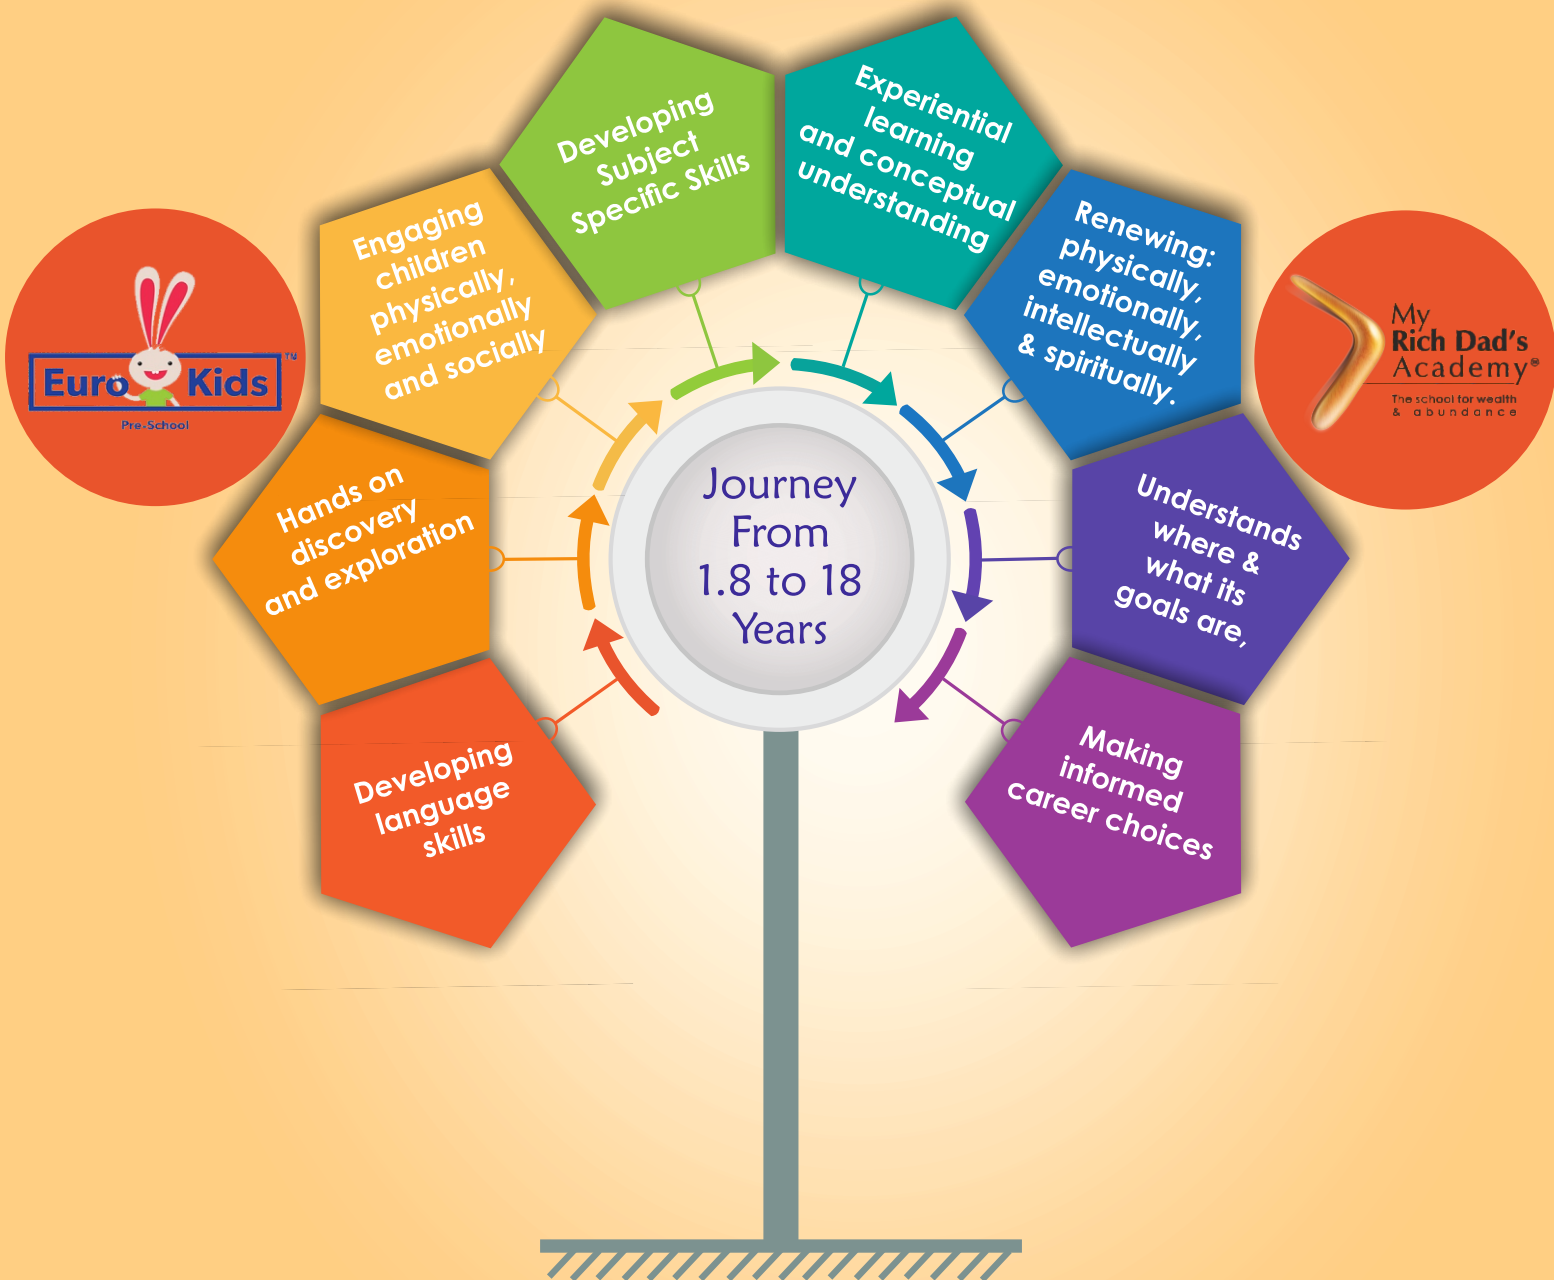 Developing
Subject
Specific Skills
Experiential
learning
and conceptual
understanding
Engaging
children
physically,
emotionally
and socially
Renewing:
physically,
emotionally,
intellectually
& spiritually.
Euro Kids ™
Pre-School
My
Rich Dad's
Academy®
The school for wealth
& abundance
Hands on
discovery
and exploration
Journey
From
1.8 to 18
Years
Understands
where &
what its
goals are,
Developing
language
skills
Making
informed
career choices